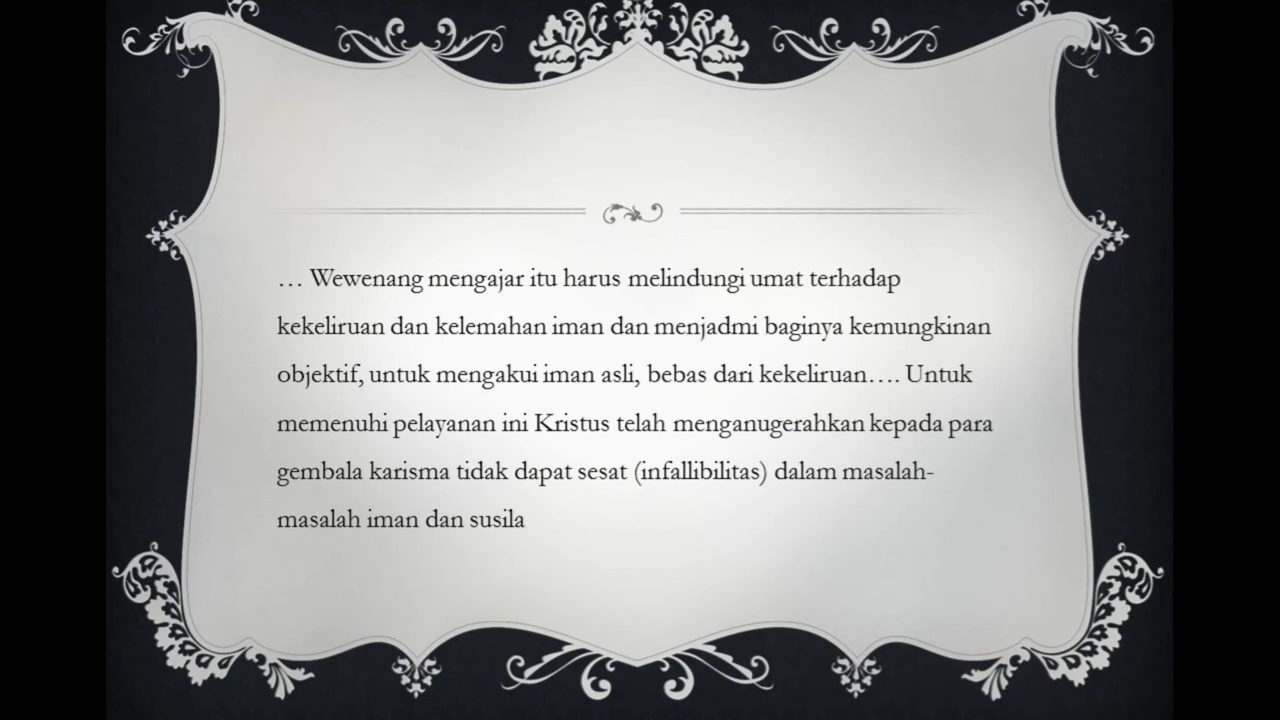 … Wewenang mengajar itu harus melindungi umat terhadap
kekeliruan dan kelemahan iman dan menjadmi baginya kemungkinan
objektif, untuk mengakui iman asli, bebas dari kekeliruan…. Untuk
memenuhi pelayanan ini Kristus telah menganugerahkan kepada para
gembala karisma tidak dapat sesat (infallibilitas) dalam masalah-
masalah iman dan susila